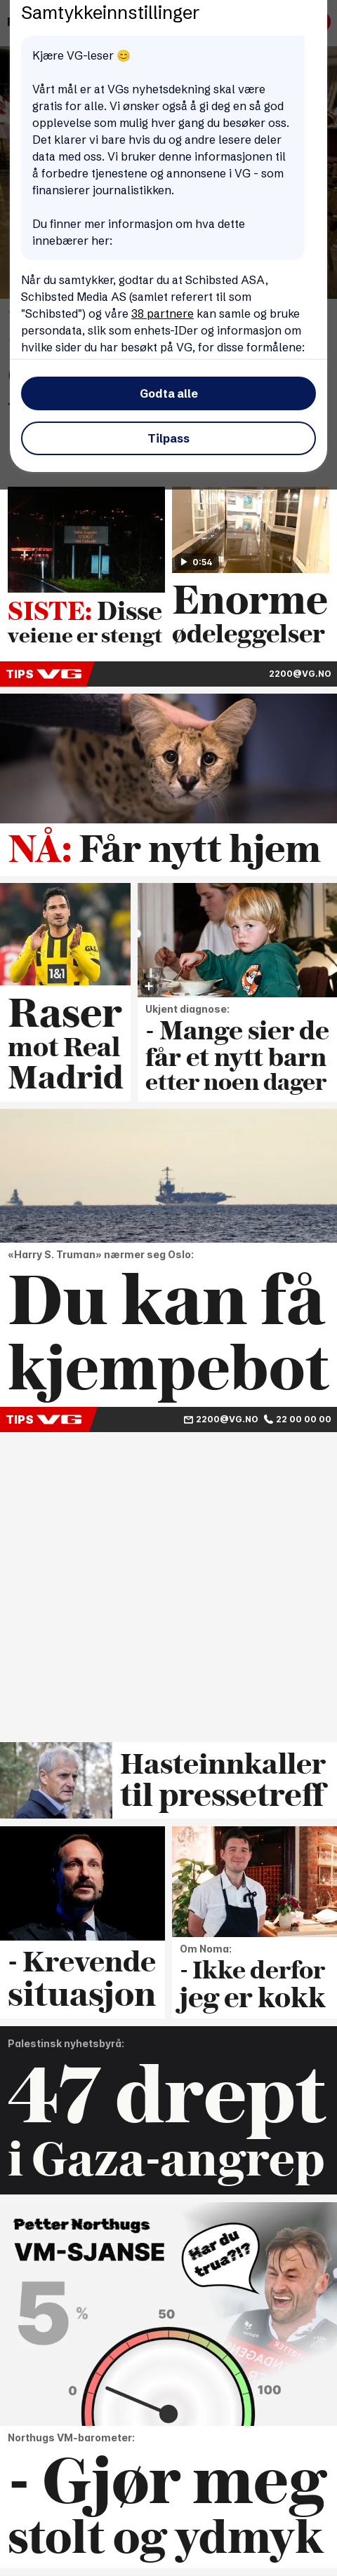 Samtykkeinnstillinger
Kjære VG-leser 😊
Vårt mål er at VGs nyhetsdekning skal være
gratis for alle. Vi ønsker også å gi deg en så god
opplevelse som mulig hver gang du besøker oss.
Det klarer vi bare hvis du og andre lesere deler
data med oss. Vi bruker denne informasjonen til
å forbedre tjenestene og annonsene i VG - som
finansierer journalistikken.
Du finner mer informasjon om hva dette
innebærer her:
Når du samtykker, godtar du at Schibsted ASA,
Schibsted Media AS (samlet referert til som
"Schibsted") og våre 38 partnere kan samle og bruke
persondata, slik som enhets-IDer og informasjon om
hvilke sider du har besøkt på VG, for disse formålene:
Godta alle
Tilpass
0:54
SISTE: Disse
veiene er stengt
Enorme
ødeleggelser
TIPS VG 2200@VG.NO
NÅ: Får nytt hjem
1&1
Raser
mot Real
Madrid
Ukjent diagnose:
- Mange sier de
får et nytt barn
etter noen dager
«Harry S. Truman» nærmer seg Oslo:
Du kan få
kjempebot
TIPS VG 2200@VG.NO 22 00 00 00
Hasteinnkaller
til pressetreff
- Krevende
situasjon
Om Noma:
- Ikke derfor
jeg er kokk
Palestinsk nyhetsbyrå:
47 drept
i Gaza-angrep
Petter Northugs
VM-SJANSE
Har du
trua?!?
5 %
50
0
100
Northugs VM-barometer:
- Gjør meg
stolt og ydmyk